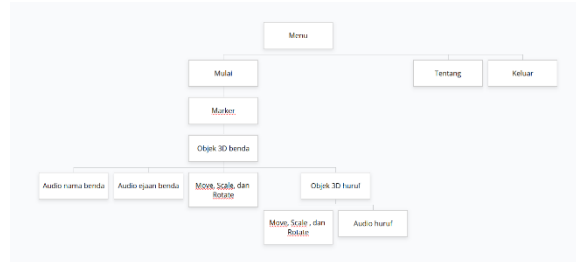 Menu
Mulai
Tentang
Keluar
Marker
Objek 3D benda
Audio nama benda
Audio ejaan benda
Move, Scale, dan
Rotate
Objek 3D huruf
Move, Scale , dan
Rotate
Audio huruf